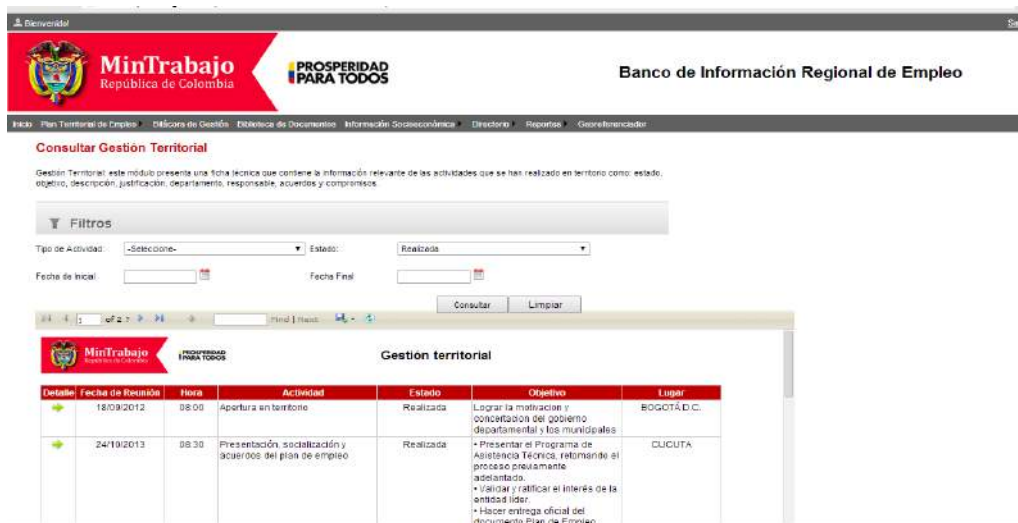 Bienvenido!
MinTrabajo
República de Colombia
PROSPERIDAD
PARA TODOS
Banco de Información Regional de Empleo
Inicio Plan Territorial de Empleo Bitácora de Gestión Biblioteca de Documentos Información Socioeconómica Directorio Reportes Georeferenciador
Consultar Gestión Territorial
Gestión Territorial: este módulo presenta una ficha técnica que contiene la información relevante de las actividades que se han realizado en territorio como: estado,
objetivo, descripción, justificación, departamento, responsable, acuerdos y compromisos.
Filtros
Tipo de Actividad: -Seleccione- Estado: Realizada
Fecha de Inicial Fecha Final
Consultar Limpiar
1 of 2 ? Find | Next
MinTrabajo
República de Colombia
PROSPERIDAD
PARA TODOS
Gestión territorial
Detalle Fecha de Reunión Hora Actividad Estado Objetivo Lugar
18/09/2012 08:00 Apertura en territorio Realizada Lograr la motivacion y BOGOTÁ D.C.
concertacion del gobierno
departamental y los municipales
24/10/2013 08:30 Presentación, socialización y Realizada • Presentar el Programa de CUCUTA
acuerdos del plan de empleo Asistencia Técnica, retomando el
proceso previamente
adelantado.
• Validar y ratificar el interés de la
entidad líder.
• Hacer entrega oficial del
documento Plan de Empleo